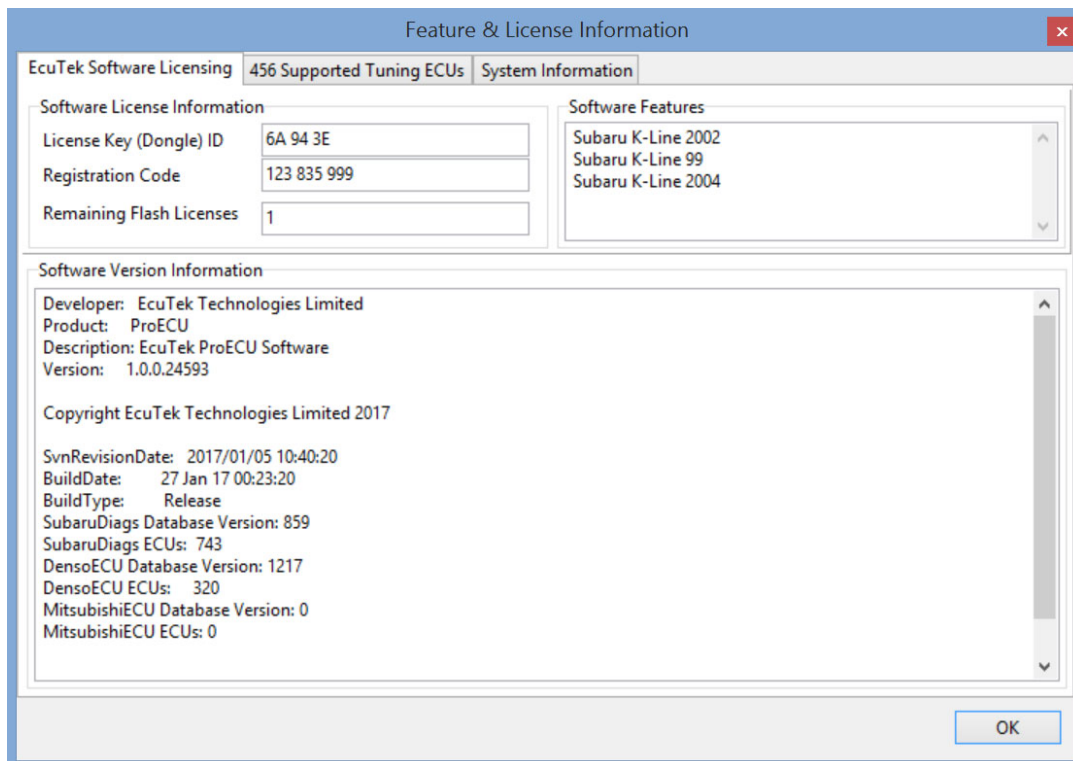 Feature & License Information
EcuTek Software Licensing
456 Supported Tuning ECUs
System Information
Software License Information
License Key (Dongle) ID 6A 94 3E
Registration Code 123 835 999
Remaining Flash Licenses 1
Software Features
Subaru K-Line 2002
Subaru K-Line 99
Subaru K-Line 2004
Software Version Information
Developer: EcuTek Technologies Limited
Product: ProECU
Description: EcuTek ProECU Software
Version: 1.0.0.24593
Copyright EcuTek Technologies Limited 2017
SvnRevisionDate: 2017/01/05 10:40:20
BuildDate: 27 Jan 17 00:23:20
BuildType: Release
SubaruDiags Database Version: 859
SubaruDiags ECUs: 743
DensoECU Database Version: 1217
DensoECU ECUs: 320
MitsubishiECU Database Version: 0
MitsubishiECU ECUs: 0
OK